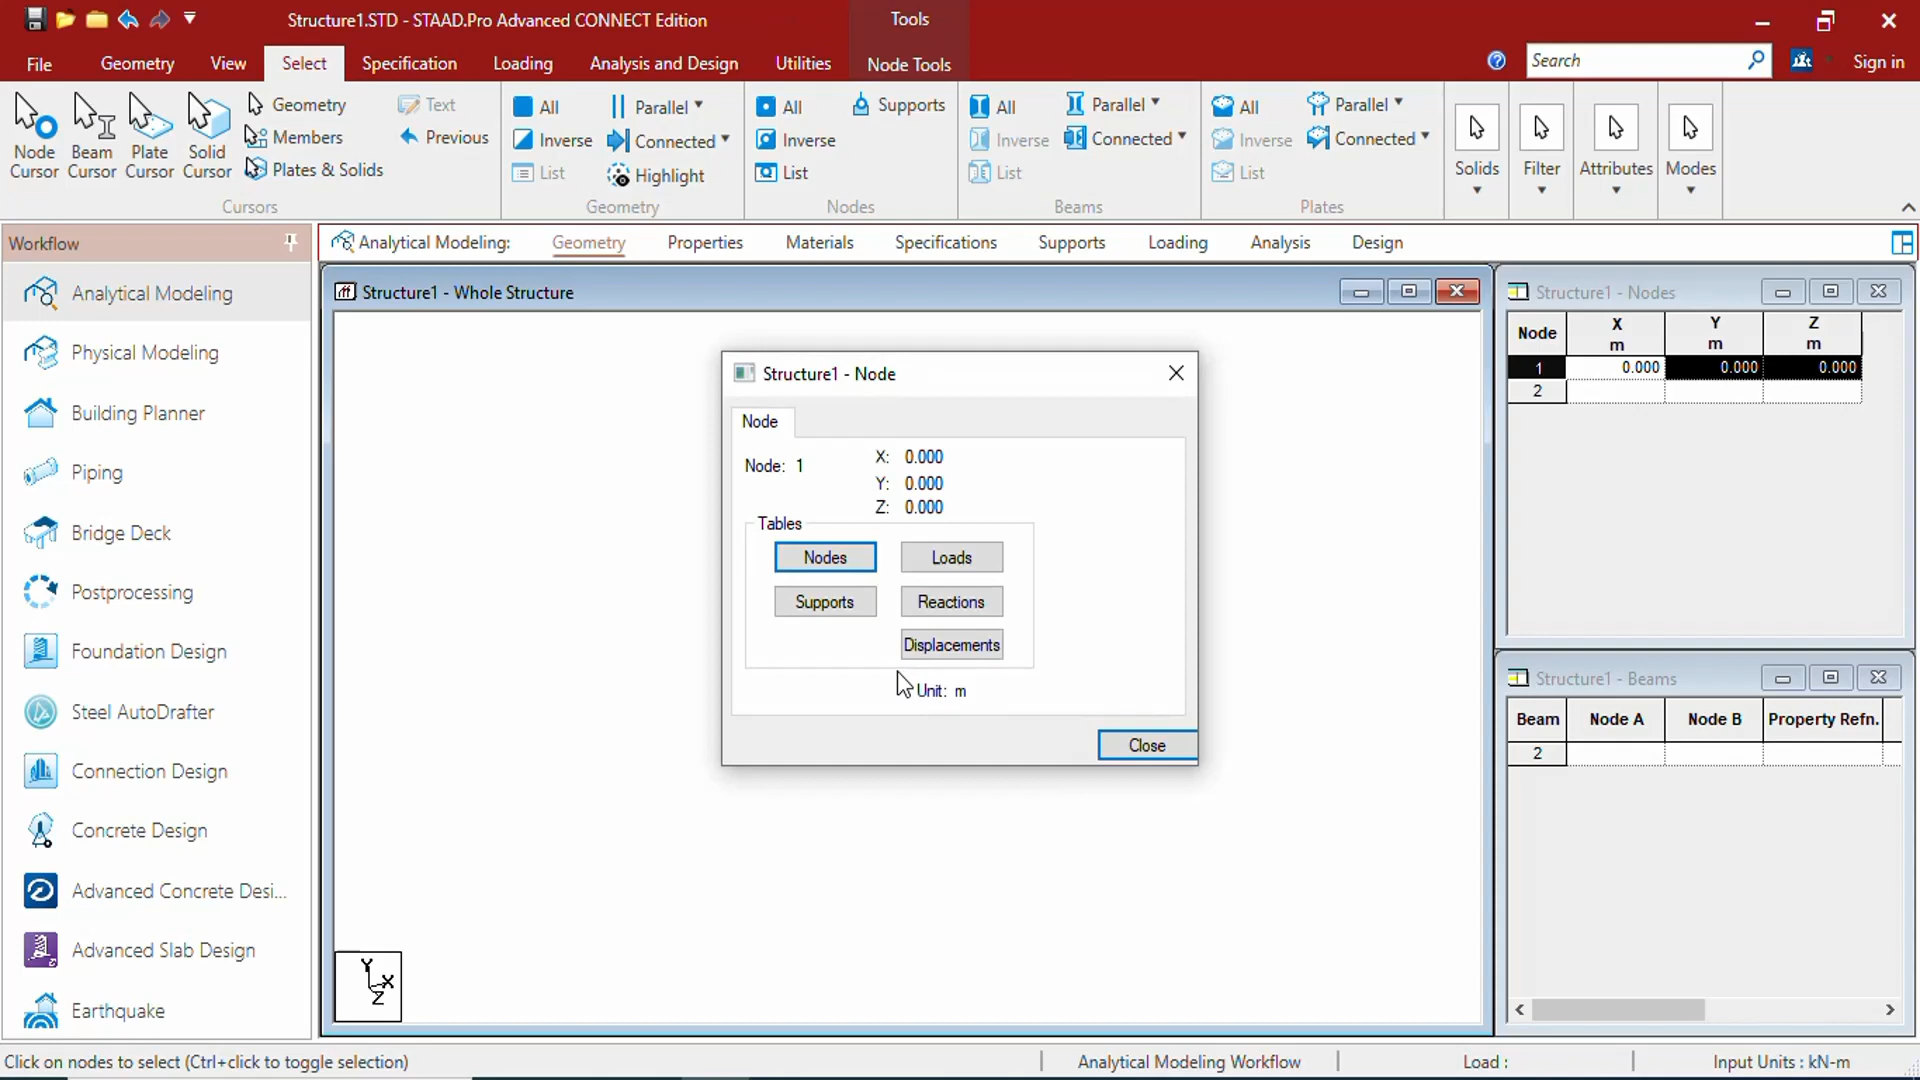 Structure1.STD - STAAD.Pro Advanced CONNECT Edition
Tools
File
Geometry
View
Select
Specification
Loading
Analysis and Design
Utilities
Node Tools
Search
Sign in
Node Cursor
Beam Cursor
Plate Cursor
Solid Cursor
Geometry
Members
Plates & Solids
Text
Previous
Cursors
All
Inverse
List
Parallel
Connected
Highlight
Geometry
All
Inverse
List
Supports
Nodes
All
Inverse
List
Parallel
Connected
Beams
All
Inverse
List
Parallel
Connected
Plates
Solids
Filter
Attributes
Modes
Workflow
Analytical Modeling:
Geometry
Properties
Materials
Specifications
Supports
Loading
Analysis
Design
Analytical Modeling
Physical Modeling
Building Planner
Piping
Bridge Deck
Postprocessing
Foundation Design
Steel AutoDrafter
Connection Design
Concrete Design
Advanced Concrete Desi...
Advanced Slab Design
Earthquake
Structure1 - Whole Structure
Structure1 - Node
Node
Node: 1
X: 0.000
Y: 0.000
Z: 0.000
Tables
Nodes
Loads
Supports
Reactions
Displacements
Unit: m
Close
Y
X
Z
Structure1 - Nodes
Node X m Y m Z m
1 0.000 0.000 0.000
2
Structure1 - Beams
Beam Node A Node B Property Refn.
2
Click on nodes to select (Ctrl+click to toggle selection)
Analytical Modeling Workflow
Load :
Input Units : kN-m